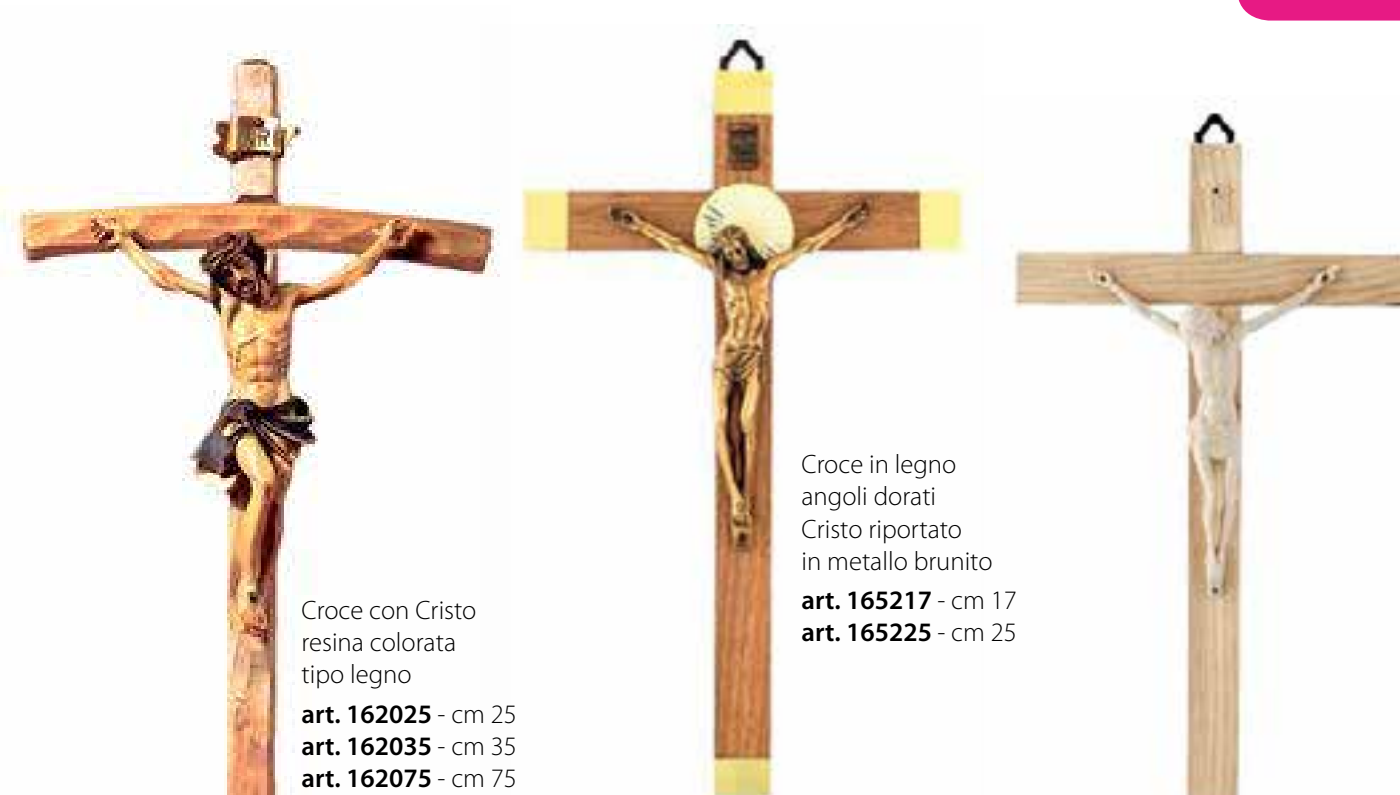 Croce con Cristo
resina colorata
tipo legno
art. 162025 - cm 25
art. 162035 - cm 35
art. 162075 - cm 75
Croce in legno
angoli dorati
Cristo riportato
in metallo brunito
art. 165217 - cm 17
art. 165225 - cm 25